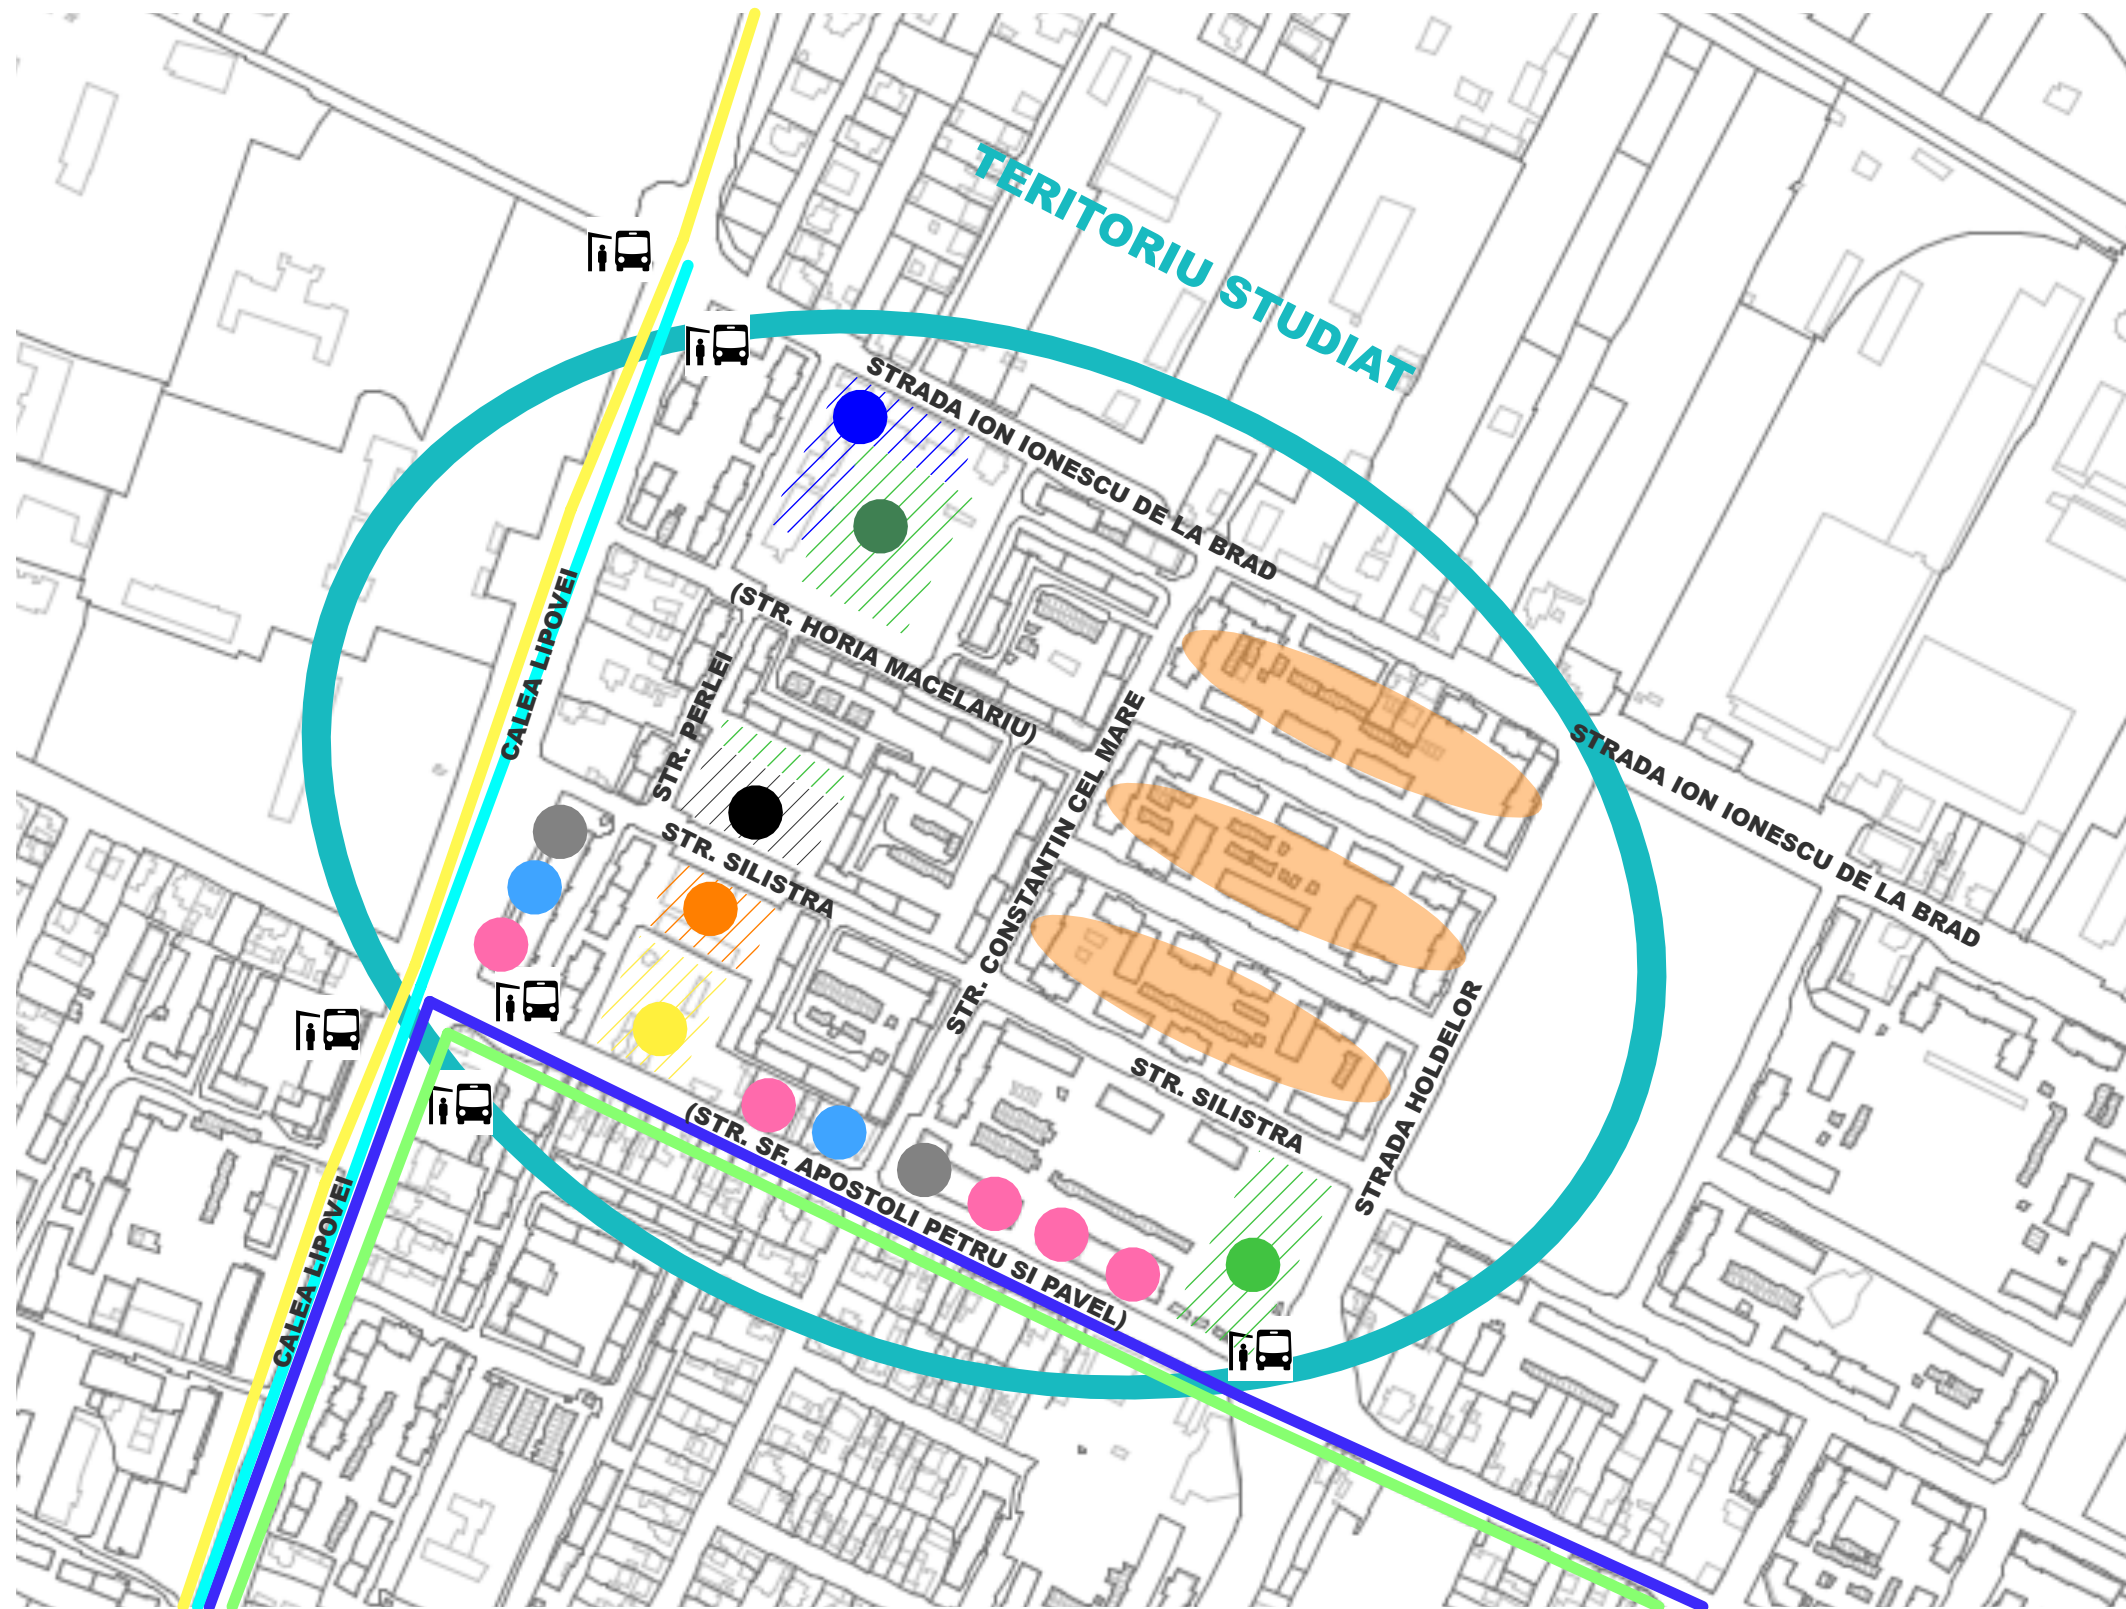 TERITORIU STUDIAT
STRADA ION IONESCU DE LA BRAD
(STR. HORIA MACELARIU)
CALEA LIPOVEI
STR. PERLEI
STR. CONSTANTIN CEL MARE
STRADA ION IONESCU DE LA BRAD
STR. SILISTRA
STR. SILISTRA
STRADA HOLDELOR
(STR. SF. APOSTOLI PETRU SI PAVEL)
CALEA LIPOVEI